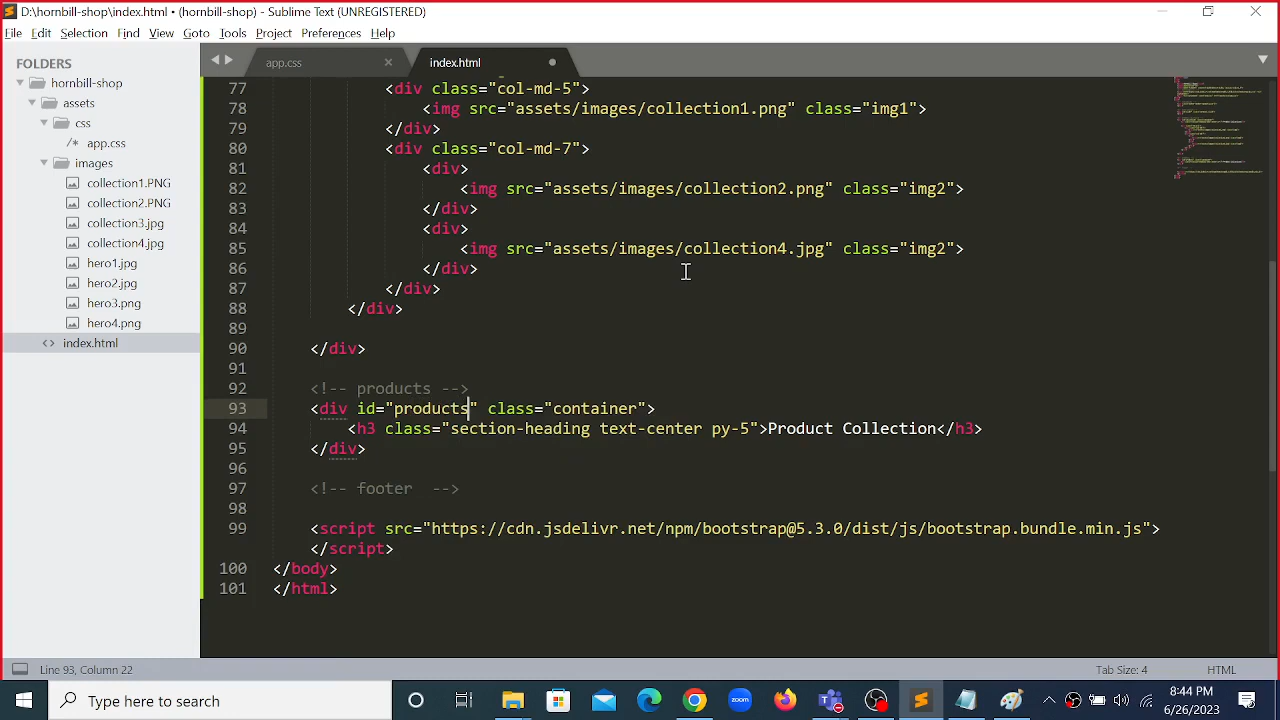 D:\hornbill-shop\index.html • (hornbill-shop) - Sublime Text (UNREGISTERED)
File Edit Selection Find View Goto Tools Project Preferences Help
FOLDERS
hornbill-shop
assets
images
collection1.PNG
collection2.PNG
collection3.jpg
collection4.jpg
hero1.jpg
hero2.jpg
hero3.png
hero4.png
index.html
app.css
index.html
77 <div class="col-md-5">
78 <img src="assets/images/collection1.png" class="img1">
79 </div>
80 <div class="col-md-7">
81 <div>
82 <img src="assets/images/collection2.png" class="img2">
83 </div>
84 <div>
85 <img src="assets/images/collection4.jpg" class="img2">
86 </div>
87 </div>
88 </div>
89
90 </div>
91
92 <!-- products -->
93 <div id="products" class="container">
94 <h3 class="section-heading text-center py-5">Product Collection</h3>
95 </div>
96
97 <!-- footer  -->
98
99 <script src="https://cdn.jsdelivr.net/npm/bootstrap@5.3.0/dist/js/bootstrap.bundle.min.js">
</script>
100 </body>
101 </html>
Line 93, Column 22
Tab Size: 4
HTML
Type here to search
8:44 PM
6/26/2023